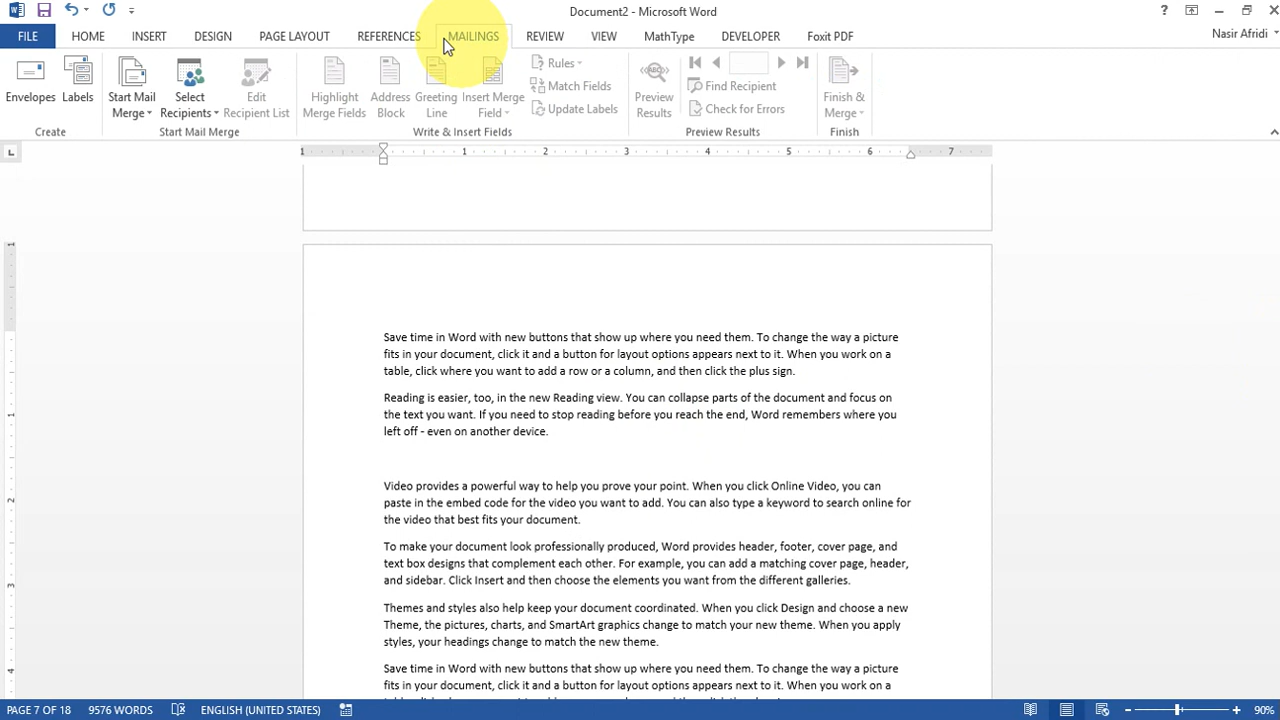 Document2 - Microsoft Word
?
FILE HOME INSERT DESIGN PAGE LAYOUT REFERENCES MAILINGS REVIEW VIEW MathType DEVELOPER Foxit PDF Nasir Afridi
Envelopes Labels Start Mail Merge Select Recipients Edit Recipient List Highlight Merge Fields Address Block Greeting Line Insert Merge Field Rules Match Fields Update Labels Preview Results Find Recipient Check for Errors Finish & Merge
Create Start Mail Merge Write & Insert Fields Preview Results Finish
L 1 1 2 3 4 5 6 7
1
Save time in Word with new buttons that show up where you need them. To change the way a picture
fits in your document, click it and a button for layout options appears next to it. When you work on a
table, click where you want to add a row or a column, and then click the plus sign.
Reading is easier, too, in the new Reading view. You can collapse parts of the document and focus on
1
the text you want. If you need to stop reading before you reach the end, Word remembers where you
left off - even on another device.
Video provides a powerful way to help you prove your point. When you click Online Video, you can
2
paste in the embed code for the video you want to add. You can also type a keyword to search online for
the video that best fits your document.
To make your document look professionally produced, Word provides header, footer, cover page, and
text box designs that complement each other. For example, you can add a matching cover page, header,
3
and sidebar. Click Insert and then choose the elements you want from the different galleries.
Themes and styles also help keep your document coordinated. When you click Design and choose a new
Theme, the pictures, charts, and SmartArt graphics change to match your new theme. When you apply
styles, your headings change to match the new theme.
4
Save time in Word with new buttons that show up where you need them. To change the way a picture
fits in your document, click it and a button for layout options appears next to it. When you work on a
PAGE 7 OF 18 9576 WORDS ENGLISH (UNITED STATES) 90%